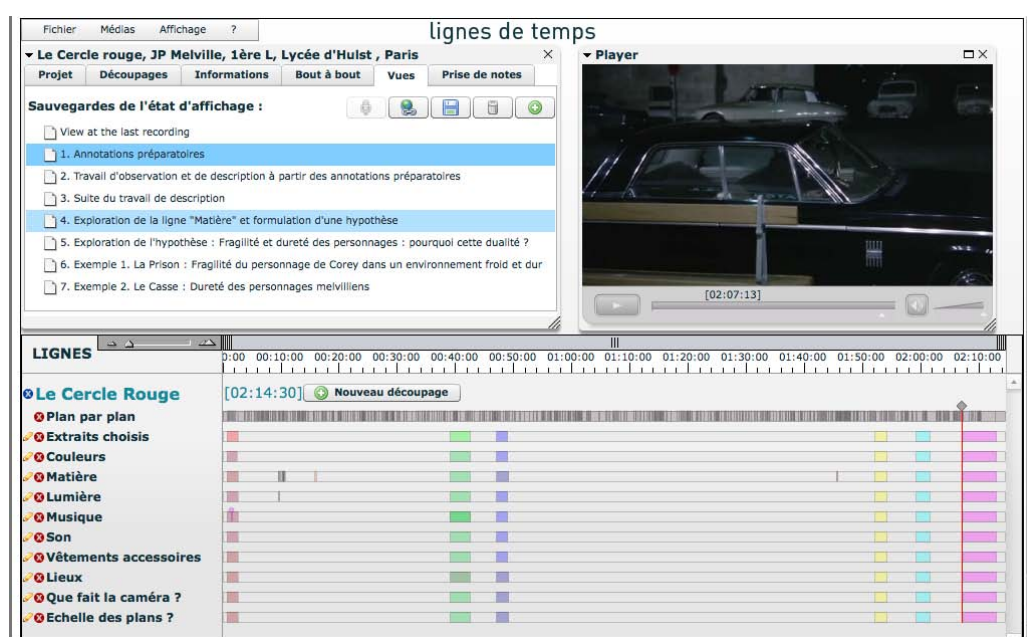 Fichier Médias Affichage ?
lignes de temps
Le Cercle rouge, JP Melville, 1ère L, Lycée d'Hulst , Paris
Projet Découpages Informations Bout à bout Vues Prise de notes
Sauvegardes de l'état d'affichage :
View at the last recording
1. Annotations préparatoires
2. Travail d'observation et de description à partir des annotations préparatoires
3. Suite du travail de description
4. Exploration de la ligne "Matière" et formulation d'une hypothèse
5. Exploration de l'hypothèse : Fragilité et dureté des personnages : pourquoi cette dualité ?
6. Exemple 1. La Prison : Fragilité du personnage de Corey dans un environnement froid et dur
7. Exemple 2. Le Casse : Dureté des personnages melvilliens
Player
[02:07:13]
LIGNES
0:00 00:10:00 00:20:00 00:30:00 00:40:00 00:50:00 01:00:00 01:10:00 01:20:00 01:30:00 01:40:00 01:50:00 02:00:00 02:10:00
Le Cercle Rouge [02:14:30] Nouveau découpage
Plan par plan
Extraits choisis
Couleurs
Matière
Lumière
Musique
Son
Vêtements accessoires
Lieux
Que fait la caméra ?
Echelle des plans ?